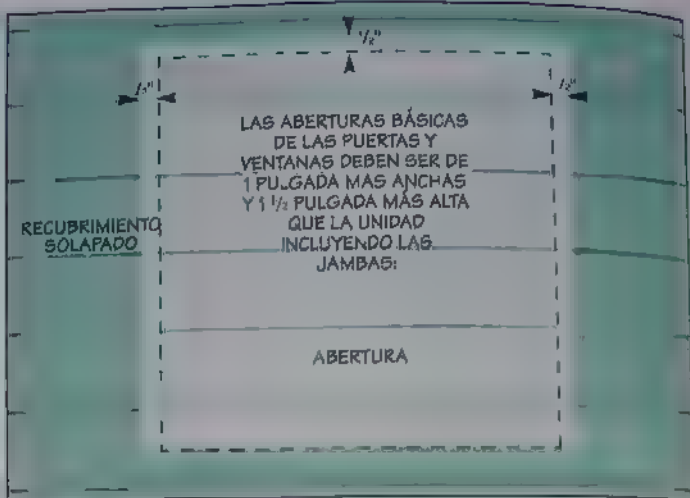 ½"
½"
½"
LAS ABERTURAS BÁSICAS
DE LAS PUERTAS Y
VENTANAS DEBEN SER DE
1 PULGADA MAS ANCHAS
Y 1 ½ PULGADA MÁS ALTA
QUE LA UNIDAD
INCLUYENDO LAS
JAMBAS:
RECUBRIMIENTO
SOLAPADO
ABERTURA